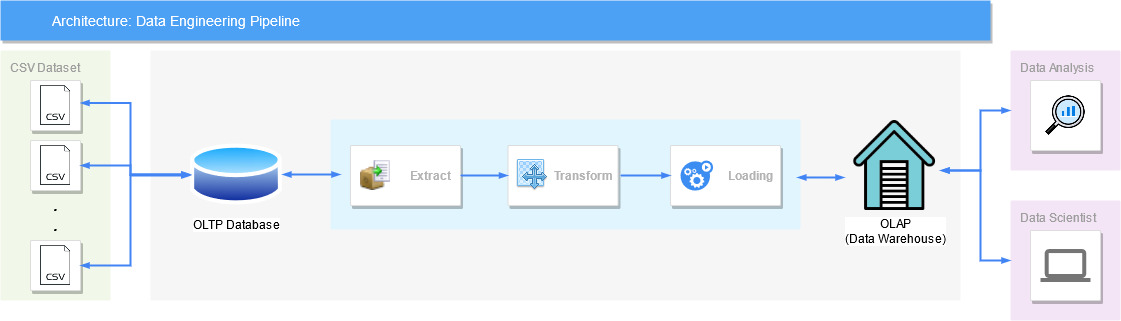 Architecture: Data Engineering Pipeline
CSV Dataset
CSV
CSV
.
.
CSV
OLTP Database
Extract
Transform
Loading
OLAP
(Data Warehouse)
Data Analysis
Data Scientist